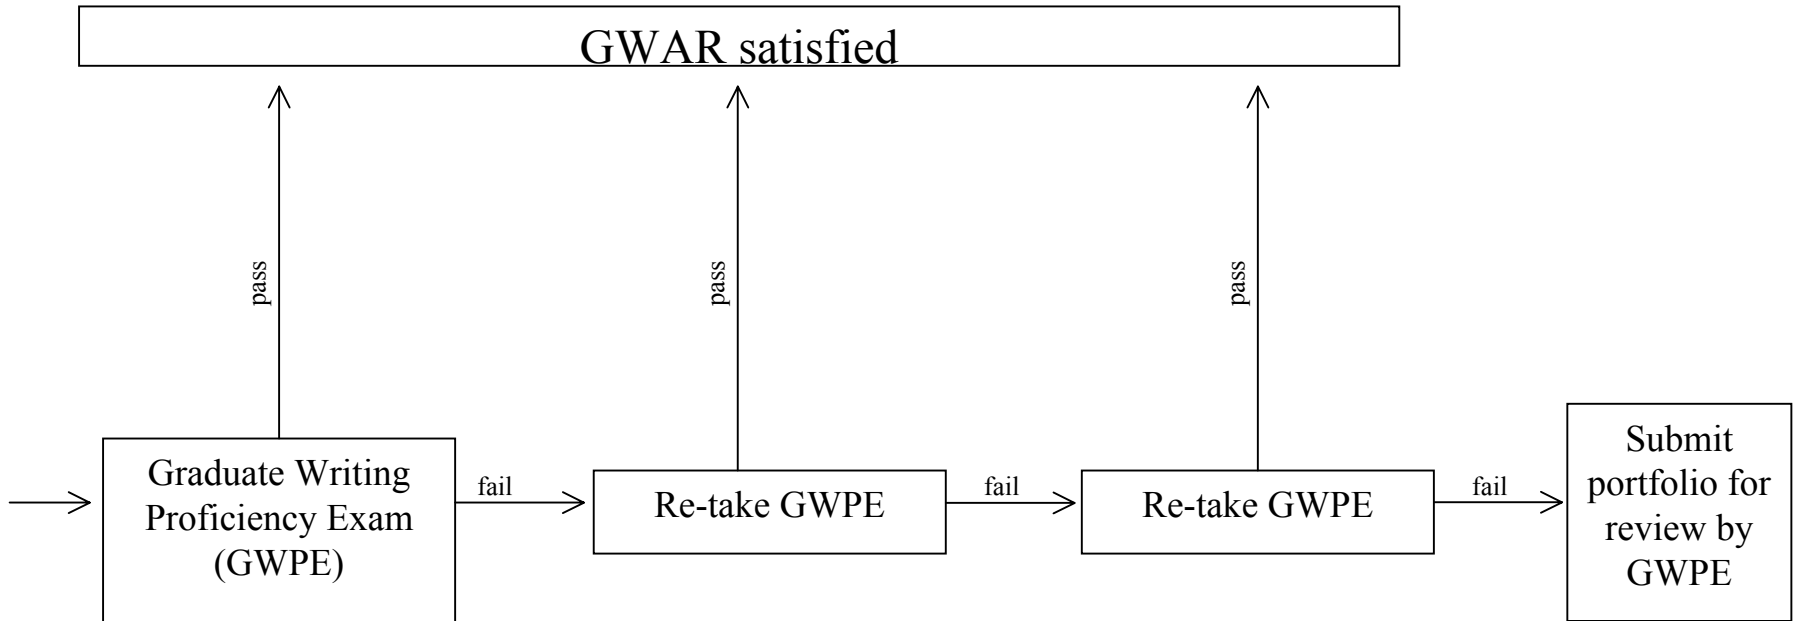 GWAR satisfied
pass
pass
pass
Graduate Writing
Proficiency Exam
(GWPE)
fail
Re-take GWPE
fail
Re-take GWPE
fail
Submit
portfolio for
review by
GWPE